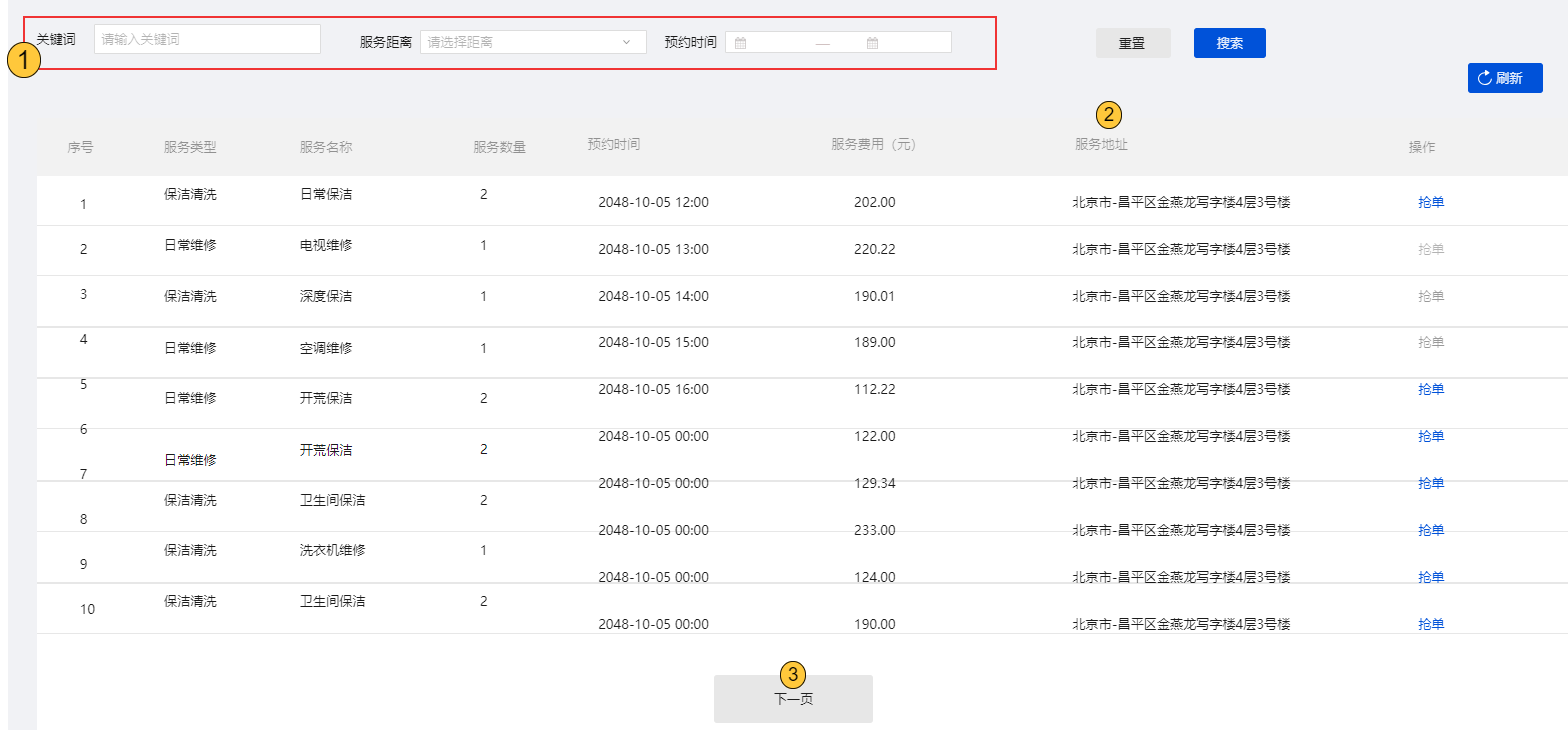 关键词 请输入关键词 服务距离 请选择距离 预约时间 — 重置 搜索
1
刷新
2
序号 服务类型 服务名称 服务数量 预约时间 服务费用（元） 服务地址 操作
1 保洁清洗 日常保洁 2 2048-10-05 12:00 202.00 北京市-昌平区金燕龙写字楼4层3号楼 抢单
2 日常维修 电视维修 1 2048-10-05 13:00 220.22 北京市-昌平区金燕龙写字楼4层3号楼 抢单
3 保洁清洗 深度保洁 1 2048-10-05 14:00 190.01 北京市-昌平区金燕龙写字楼4层3号楼 抢单
4 日常维修 空调维修 1 2048-10-05 15:00 189.00 北京市-昌平区金燕龙写字楼4层3号楼 抢单
5 日常维修 开荒保洁 2 2048-10-05 16:00 112.22 北京市-昌平区金燕龙写字楼4层3号楼 抢单
6 日常维修 开荒保洁 2 2048-10-05 00:00 122.00 北京市-昌平区金燕龙写字楼4层3号楼 抢单
7 保洁清洗 卫生间保洁 2 2048-10-05 00:00 129.34 北京市-昌平区金燕龙写字楼4层3号楼 抢单
8 保洁清洗 洗衣机维修 1 2048-10-05 00:00 233.00 北京市-昌平区金燕龙写字楼4层3号楼 抢单
9 保洁清洗 卫生间保洁 2 2048-10-05 00:00 124.00 北京市-昌平区金燕龙写字楼4层3号楼 抢单
10 2048-10-05 00:00 190.00 北京市-昌平区金燕龙写字楼4层3号楼 抢单
3
下一页